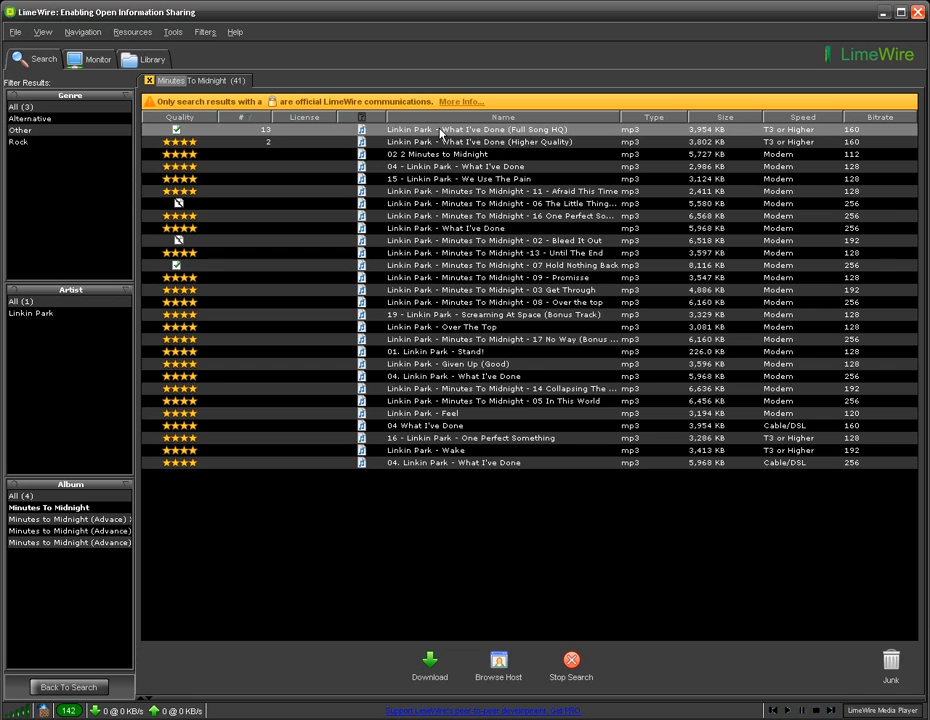 LimeWire: Enabling Open Information Sharing
File View Navigation Resources Tools Filters Help
Search Monitor Library LimeWire
Filter Results:
Minutes To Midnight (41)
Genre
All (3)
Alternative
Other
Rock
Artist
All (1)
Linkin Park
Album
All (4)
Minutes To Midnight
Minutes to Midnight (Advace)
Minutes to Midnight (Advance)
Minutes to Midnight (Advance)
Back To Search
Only search results with a are official LimeWire communications. More Info...
Quality # License Name Type Size Speed Bitrate
13 Linkin Park - What I've Done (Full Song HQ) mp3 3,954 KB T3 or Higher 160
2 Linkin Park - What I've Done (Higher Quality) mp3 3,802 KB T3 or Higher 160
02 2 Minutes to Midnight mp3 5,727 KB Modem 112
04 - Linkin Park - What I've Done mp3 2,986 KB Modem 128
15 - Linkin Park - We Use The Pain mp3 3,124 KB Modem 128
Linkin Park - Minutes To Midnight - 11 - Afraid This Time mp3 2,411 KB Modem 128
Linkin Park - Minutes To Midnight - 06 The Little Thing... mp3 5,580 KB Modem 256
Linkin Park - Minutes To Midnight - 16 One Perfect So... mp3 6,568 KB Modem 256
Linkin Park - What I've Done mp3 5,968 KB Modem 256
Linkin Park - Minutes To Midnight - 02 - Bleed It Out mp3 6,518 KB Modem 192
Linkin Park - Minutes To Midnight -13 - Until The End mp3 3,597 KB Modem 128
Linkin Park - Minutes To Midnight - 07 Hold Nothing Back mp3 8,116 KB Modem 256
Linkin Park - Minutes To Midnight - 09 - Promisse mp3 3,547 KB Modem 128
Linkin Park - Minutes To Midnight - 03 Get Through mp3 4,886 KB Modem 192
Linkin Park - Minutes To Midnight - 08 - Over the top mp3 6,160 KB Modem 256
19 - Linkin Park - Screaming At Space (Bonus Track) mp3 3,329 KB Modem 128
Linkin Park - Over The Top mp3 3,081 KB Modem 128
Linkin Park - Minutes To Midnight - 17 No Way (Bonus ... mp3 6,160 KB Modem 256
01. Linkin Park - Stand! mp3 226.0 KB Modem 128
Linkin Park - Given Up (Good) mp3 3,596 KB Modem 128
04. Linkin Park - What I've Done mp3 5,968 KB Modem 256
Linkin Park - Minutes To Midnight - 14 Collapsing The ... mp3 6,636 KB Modem 192
Linkin Park - Minutes To Midnight - 05 In This World mp3 6,456 KB Modem 256
Linkin Park - Feel mp3 3,194 KB Modem 120
04 What I've Done mp3 3,954 KB Cable/DSL 160
16 - Linkin Park - One Perfect Something mp3 3,286 KB T3 or Higher 128
Linkin Park - Wake mp3 3,413 KB T3 or Higher 192
04. Linkin Park - What I've Done mp3 5,968 KB Cable/DSL 256
Download Browse Host Stop Search Junk
142 0 @ 0 KB/s 0 @ 0 KB/s Support LimeWire's peer-to-peer development. Get PRO. LimeWire Media Player